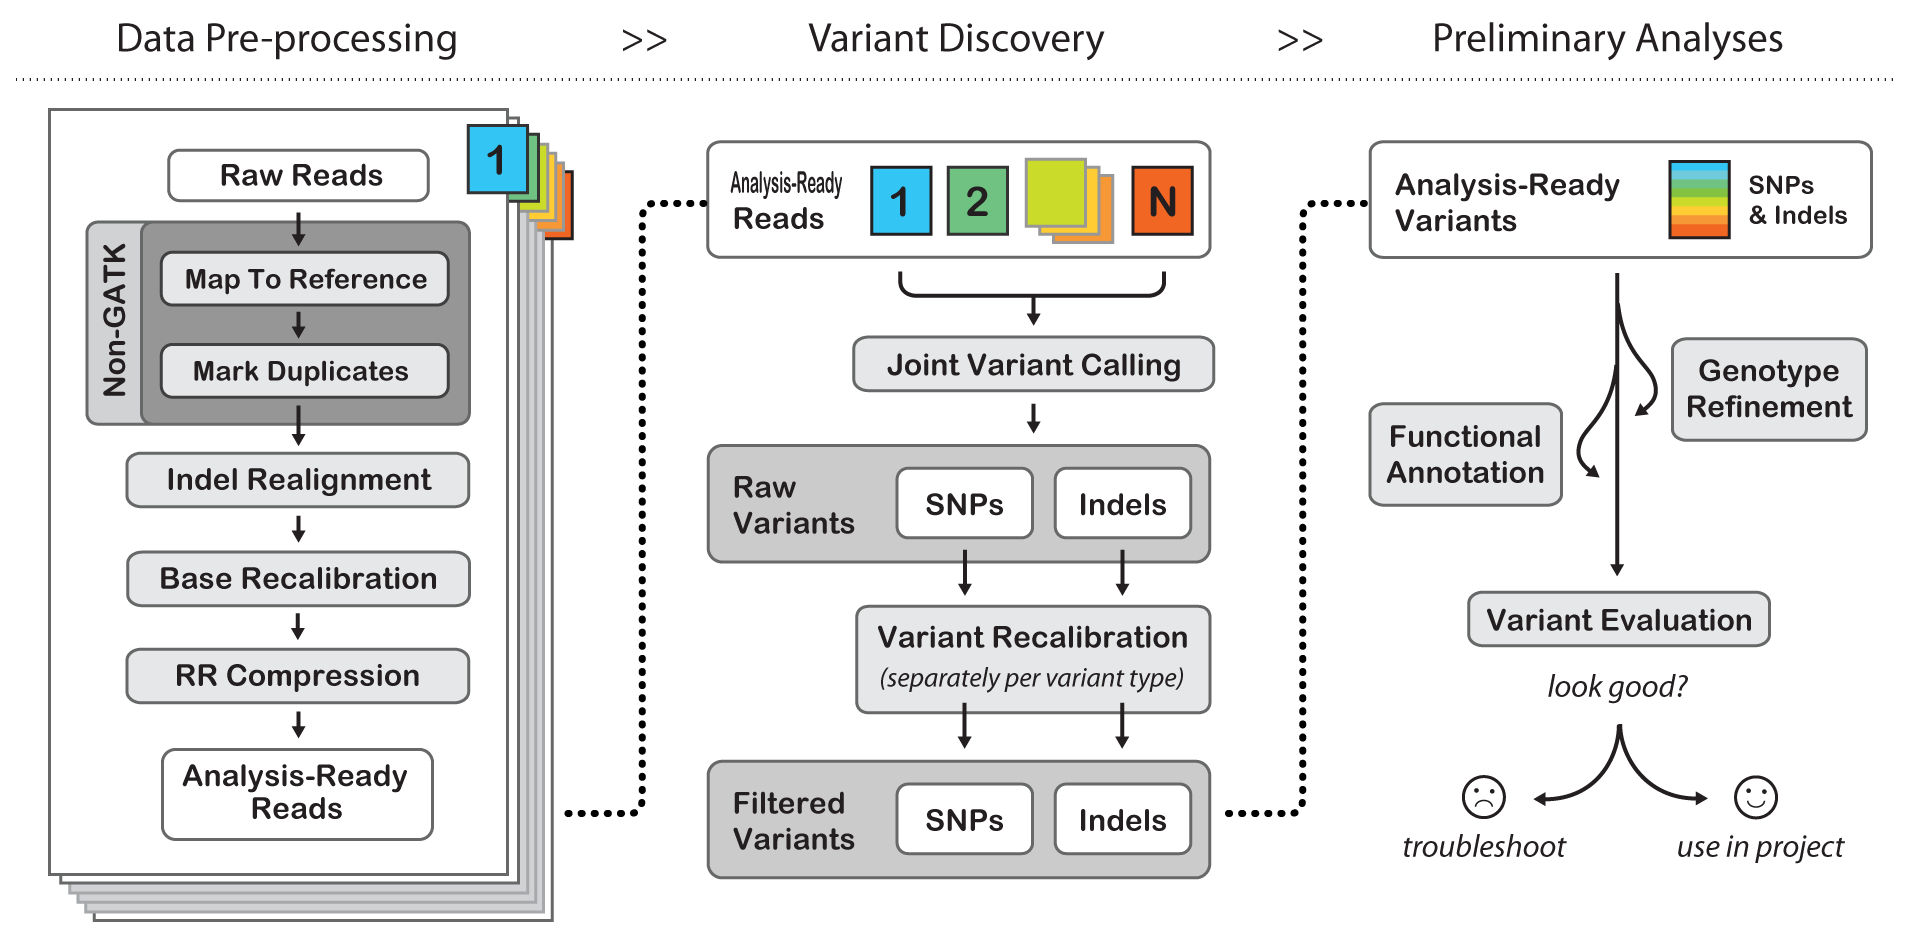 Data Pre-processing >> Variant Discovery >> Preliminary Analyses
1
Raw Reads
Non-GATK
Map To Reference
Mark Duplicates
Indel Realignment
Base Recalibration
RR Compression
Analysis-Ready
Reads
Analysis-Ready
Reads
1 2 N
Joint Variant Calling
Raw
Variants
SNPs Indels
Variant Recalibration
(separately per variant type)
Filtered
Variants
SNPs Indels
Analysis-Ready
Variants
SNPs
& Indels
Genotype
Refinement
Functional
Annotation
Variant Evaluation
look good?
troubleshoot use in project